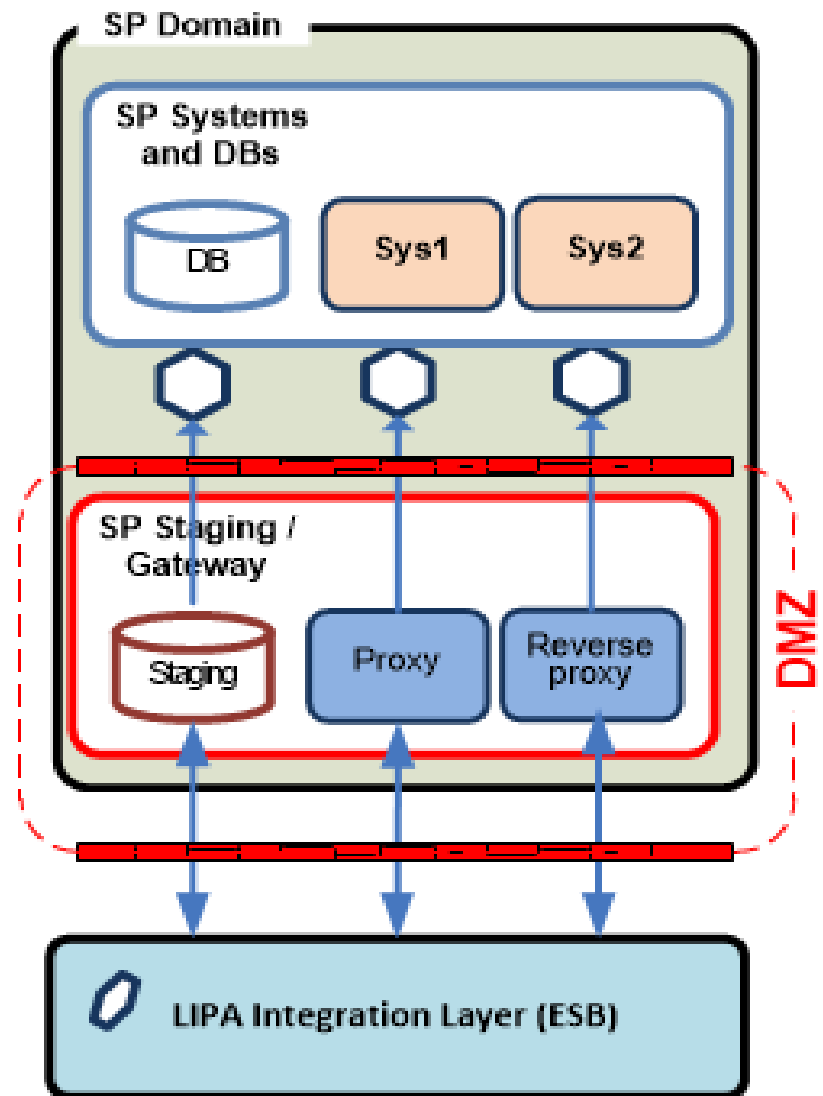 SP Domain
SP Systems
and DBs
DB
Sys1
Sys2
SP Staging /
Gateway
Staging
Proxy
Reverse
proxy
DMZ
LIPA Integration Layer (ESB)